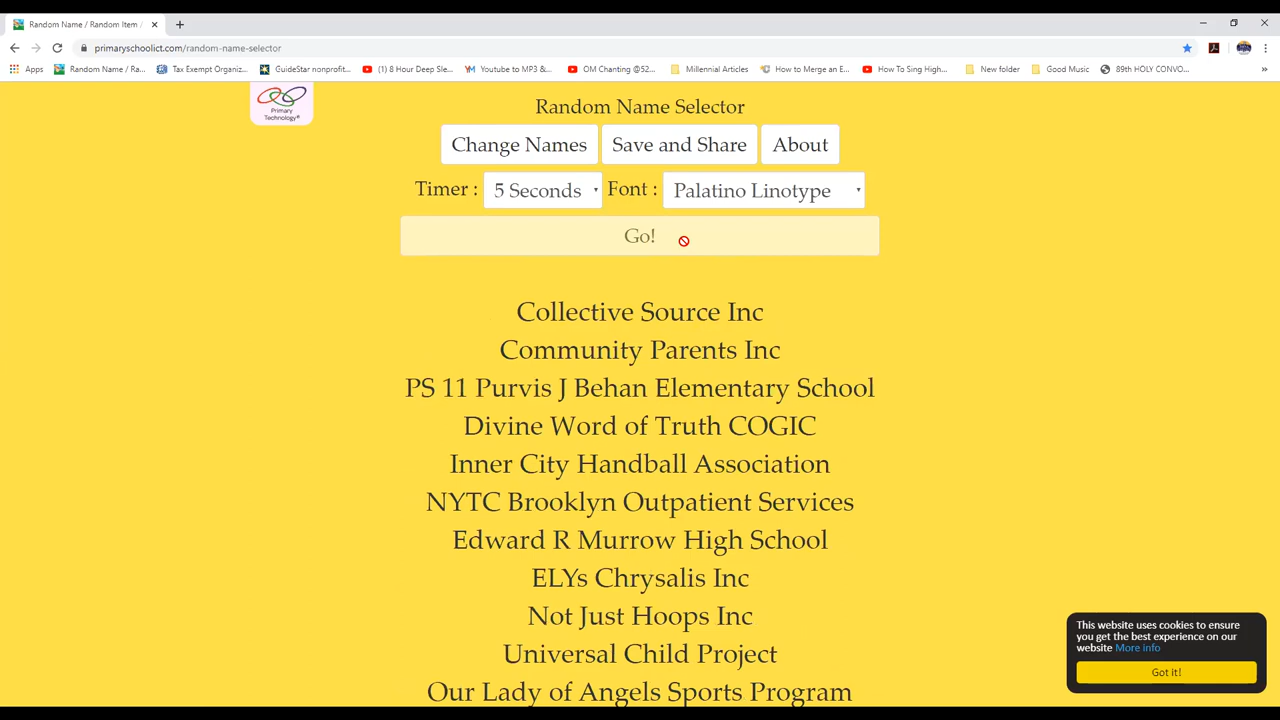 Random Name / Random Item /
primaryschoolict.com/random-name-selector
Apps
Random Name / Ra...
Tax Exempt Organiz...
GuideStar nonprofit...
(1) 8 Hour Deep Sle...
Youtube to MP3 &...
OM Chanting @52...
Millennial Articles
How to Merge an E...
How To Sing High...
New folder
Good Music
89th HOLY CONVO...
Primary
Technology®
Random Name Selector
Change Names
Save and Share
About
Timer : 5 Seconds Font : Palatino Linotype
Go!
Collective Source Inc
Community Parents Inc
PS 11 Purvis J Behan Elementary School
Divine Word of Truth COGIC
Inner City Handball Association
NYTC Brooklyn Outpatient Services
Edward R Murrow High School
ELYs Chrysalis Inc
Not Just Hoops Inc
Universal Child Project
Our Lady of Angels Sports Program
This website uses cookies to ensure
you get the best experience on our
website More info
Got it!